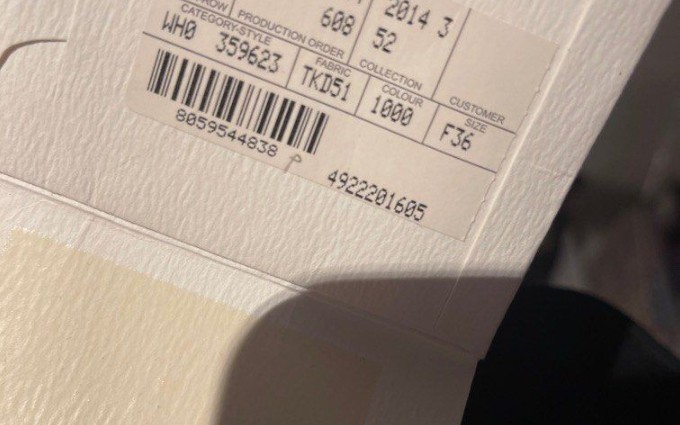 ROW PRODUCTION ORDER 608 2014 3
52
CATEGORY-STYLE FABRIC COLLECTION
WH0 359623 TKD51 COLOUR CUSTOMER
1000 SIZE
F36
8059544838 P
4922201605